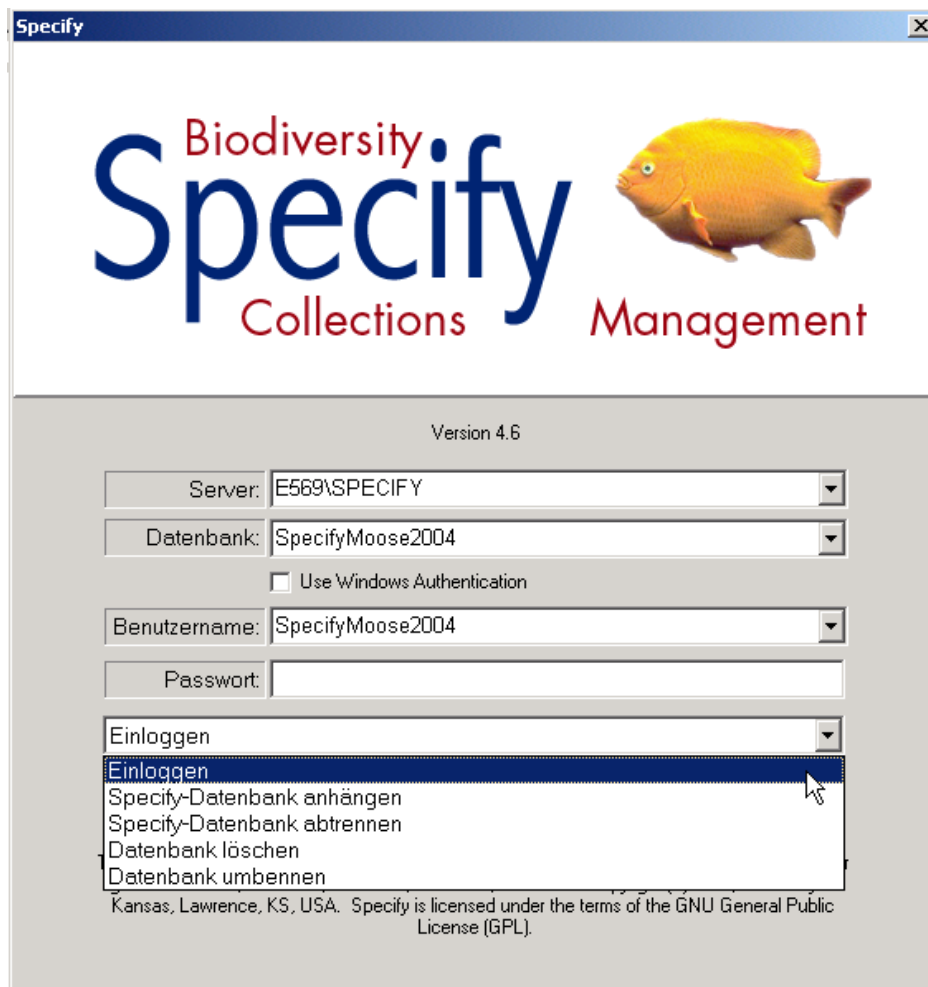 Specify
Biodiversity
Specify
Collections Management
Version 4.6
Server: E569\SPECIFY
Datenbank: SpecifyMoose2004
Use Windows Authentication
Benutzername: SpecifyMoose2004
Passwort:
Einloggen
Einloggen
Specify-Datenbank anhängen
Specify-Datenbank abtrennen
Datenbank löschen
Datenbank umbennen
Kansas, Lawrence, KS, USA. Specify is licensed under the terms of the GNU General Public
License (GPL).